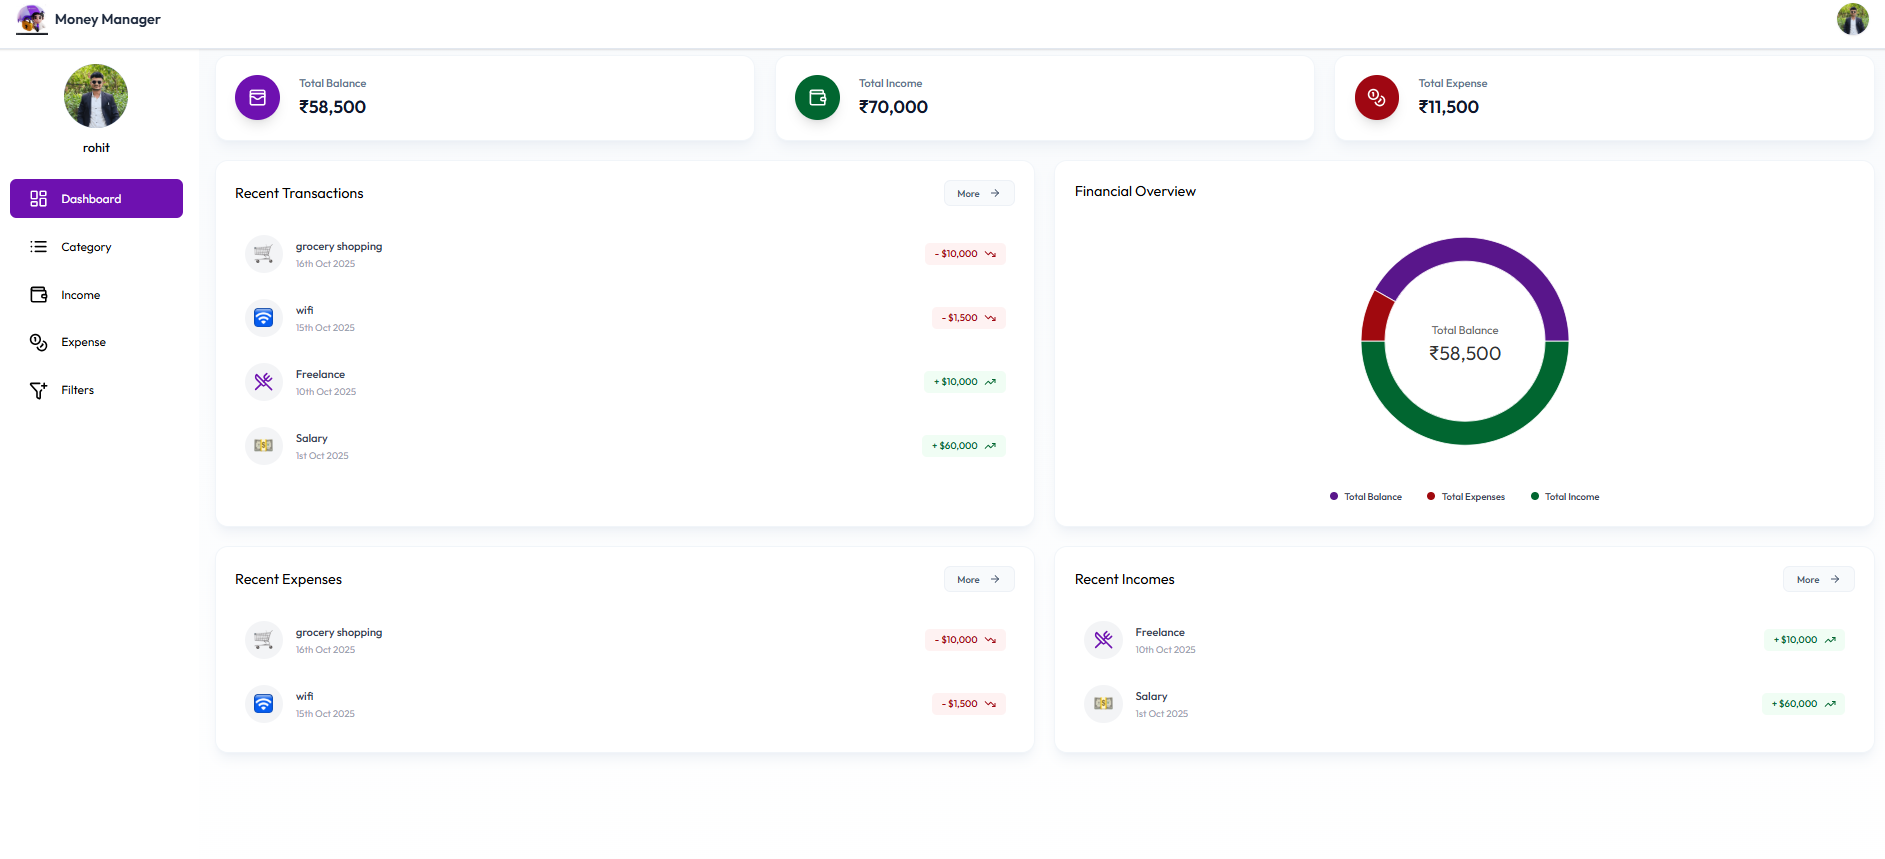 Money Manager
rohit
Dashboard
Category
Income
Expense
Filters
Total Balance
₹58,500
Total Income
₹70,000
Total Expense
₹11,500
Recent Transactions
More
grocery shopping
16th Oct 2025
- $10,000
wifi
15th Oct 2025
- $1,500
Freelance
10th Oct 2025
+ $10,000
Salary
1st Oct 2025
+ $60,000
Financial Overview
Total Balance
₹58,500
Total Balance
Total Expenses
Total Income
Recent Expenses
More
grocery shopping
16th Oct 2025
- $10,000
wifi
15th Oct 2025
- $1,500
Recent Incomes
More
Freelance
10th Oct 2025
+ $10,000
Salary
1st Oct 2025
+ $60,000